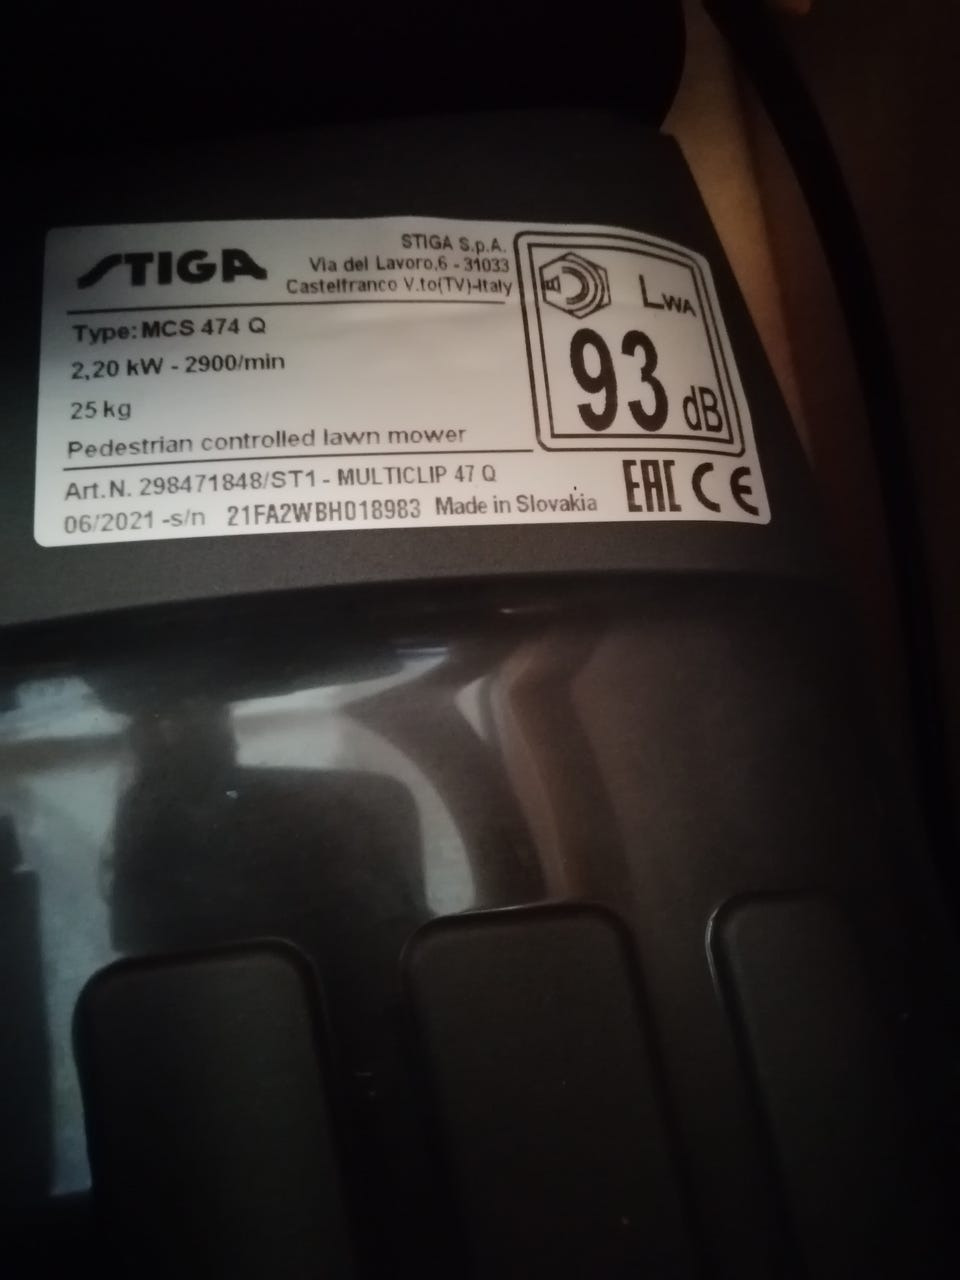 STIGA
STIGA S.p.A.
Via del Lavoro,6 - 31033
Castelfranco V.to(TV)-Italy
Type: MCS 474 Q
2,20 kW - 2900/min
25 kg
Pedestrian controlled lawn mower
Art.N. 298471848/ST1 - MULTICLIP 47 Q
06/2021 -s/n 21FA2WBH018983 Made in Slovakia
LWA
93 dB
EAC CE